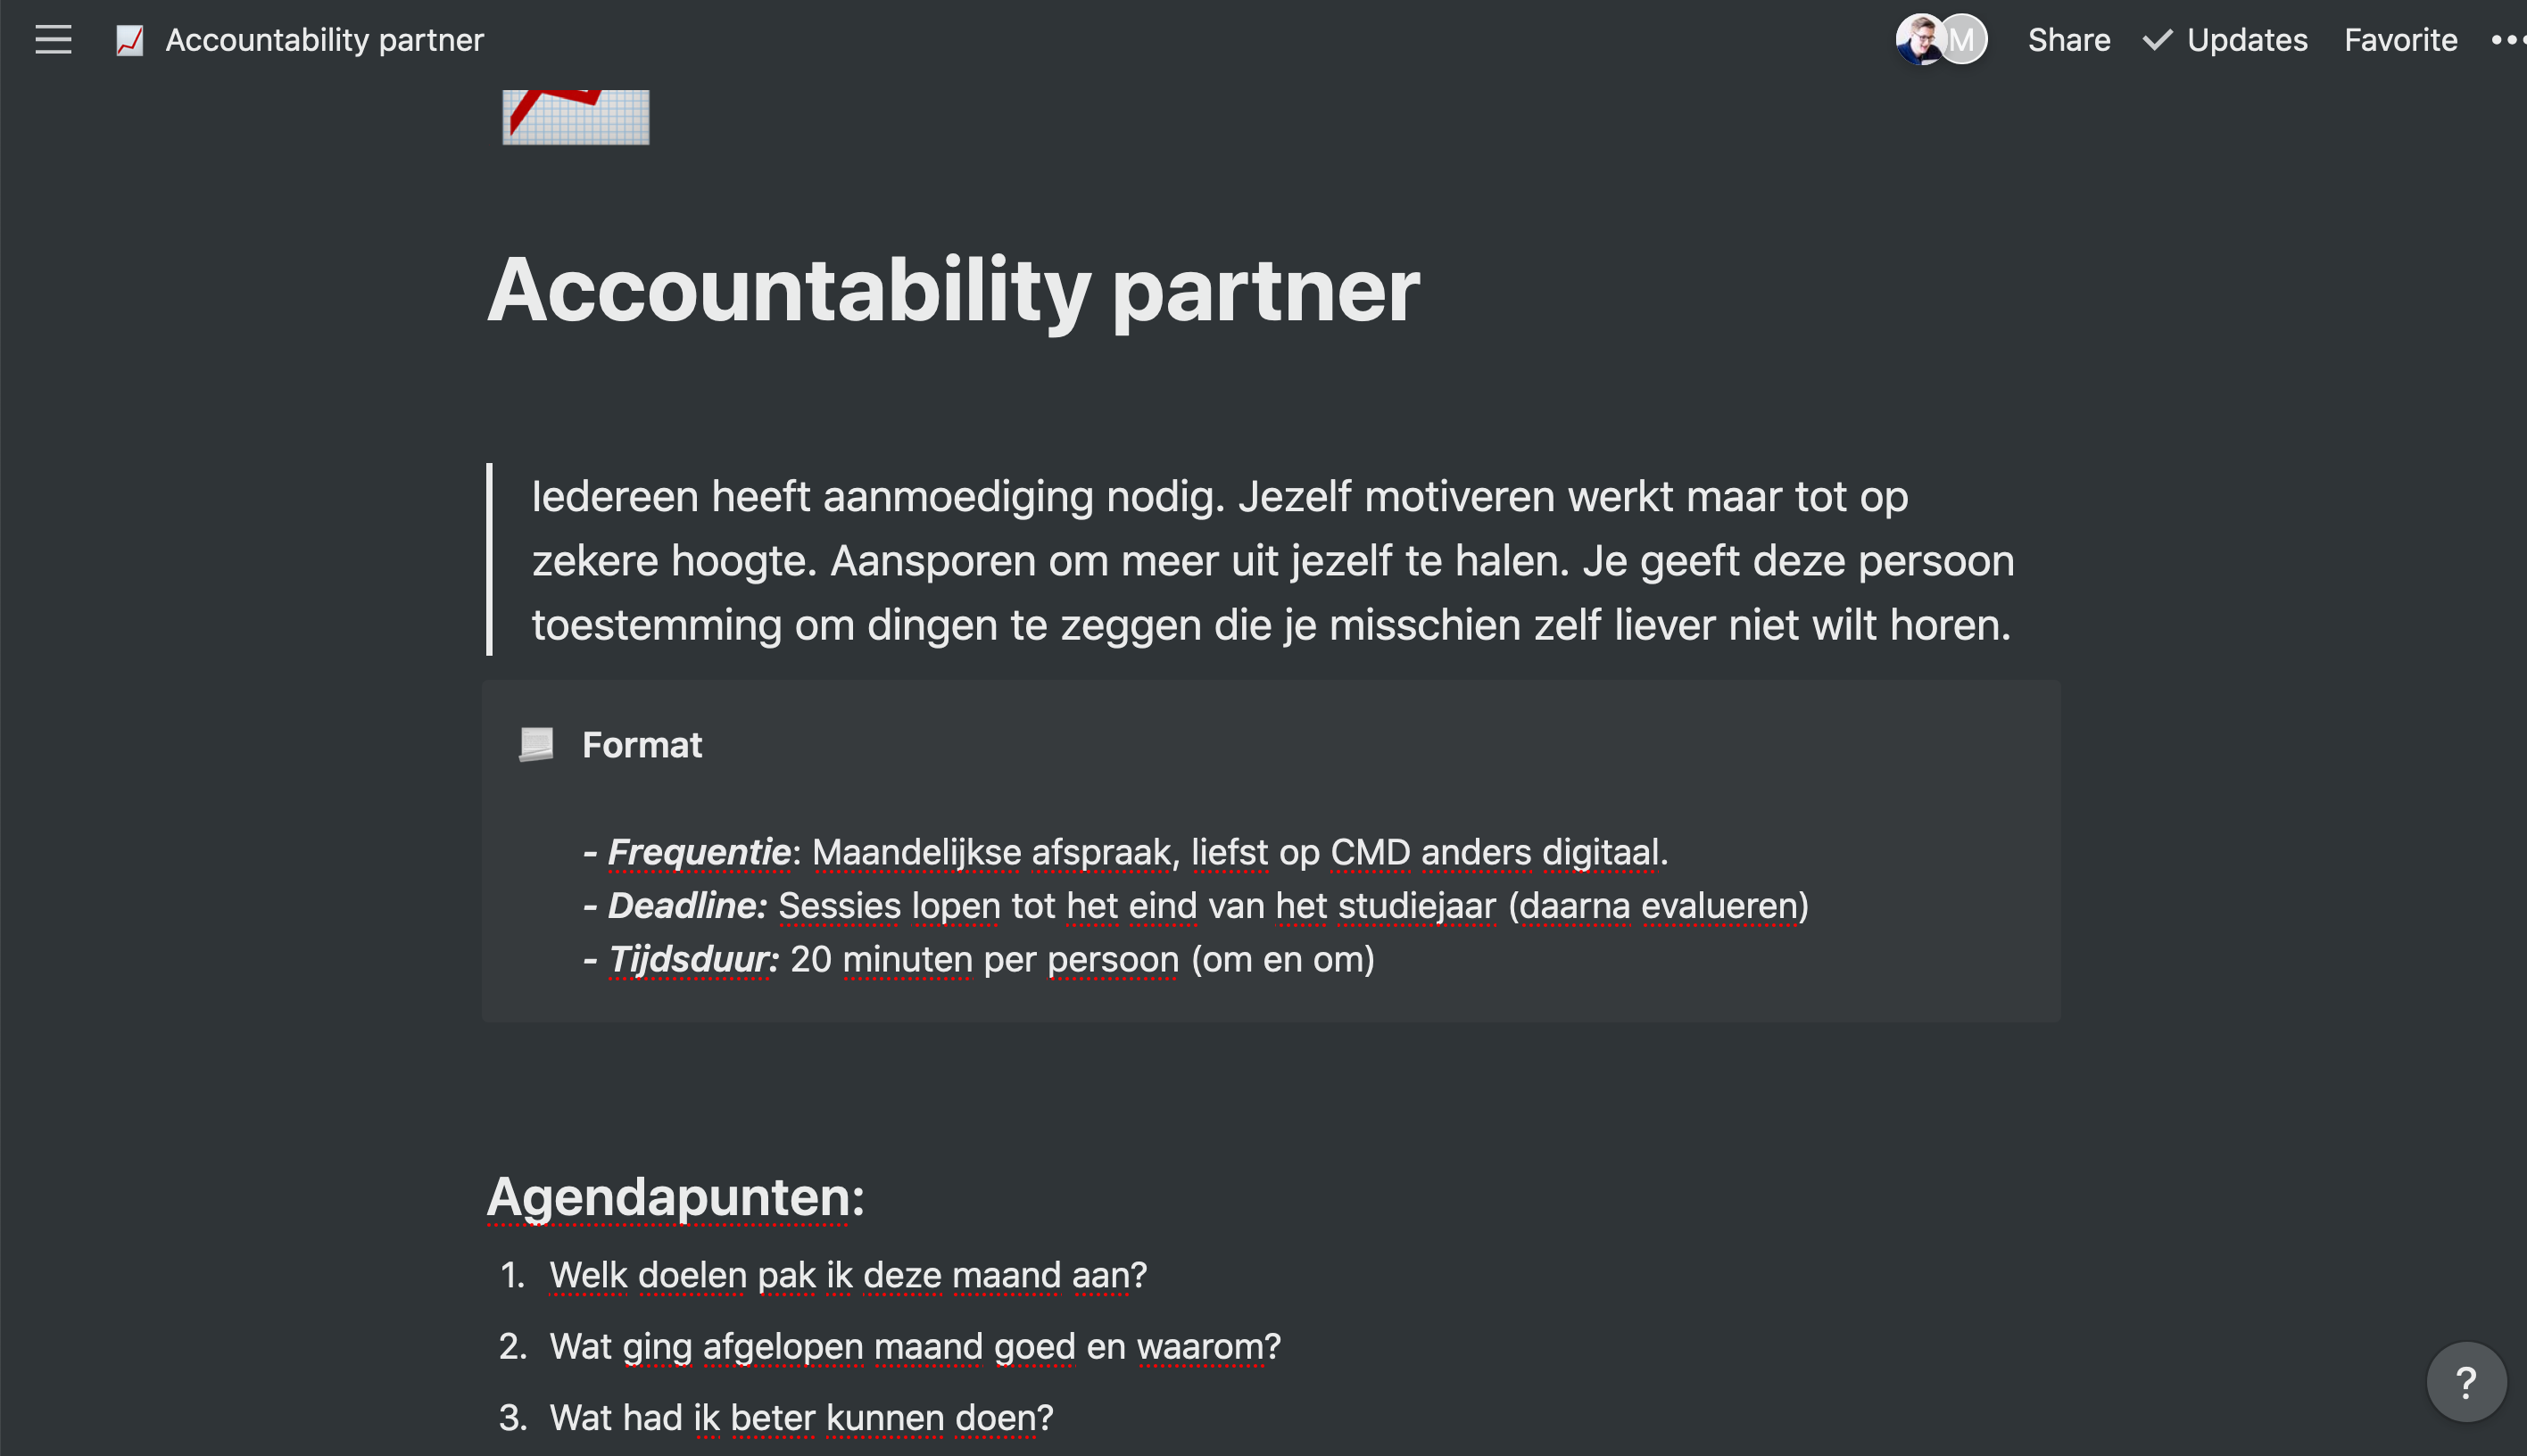 Accountability partner
M
Share
Updates
Favorite
Accountability partner
Iedereen heeft aanmoediging nodig. Jezelf motiveren werkt maar tot op
zekere hoogte. Aansporen om meer uit jezelf te halen. Je geeft deze persoon
toestemming om dingen te zeggen die je misschien zelf liever niet wilt horen.
Format
- Frequentie: Maandelijkse afspraak, liefst op CMD anders digitaal.
- Deadline: Sessies lopen tot het eind van het studiejaar (daarna evalueren)
- Tijdsduur: 20 minuten per persoon (om en om)
Agendapunten:
1. Welk doelen pak ik deze maand aan?
2. Wat ging afgelopen maand goed en waarom?
3. Wat had ik beter kunnen doen?
?